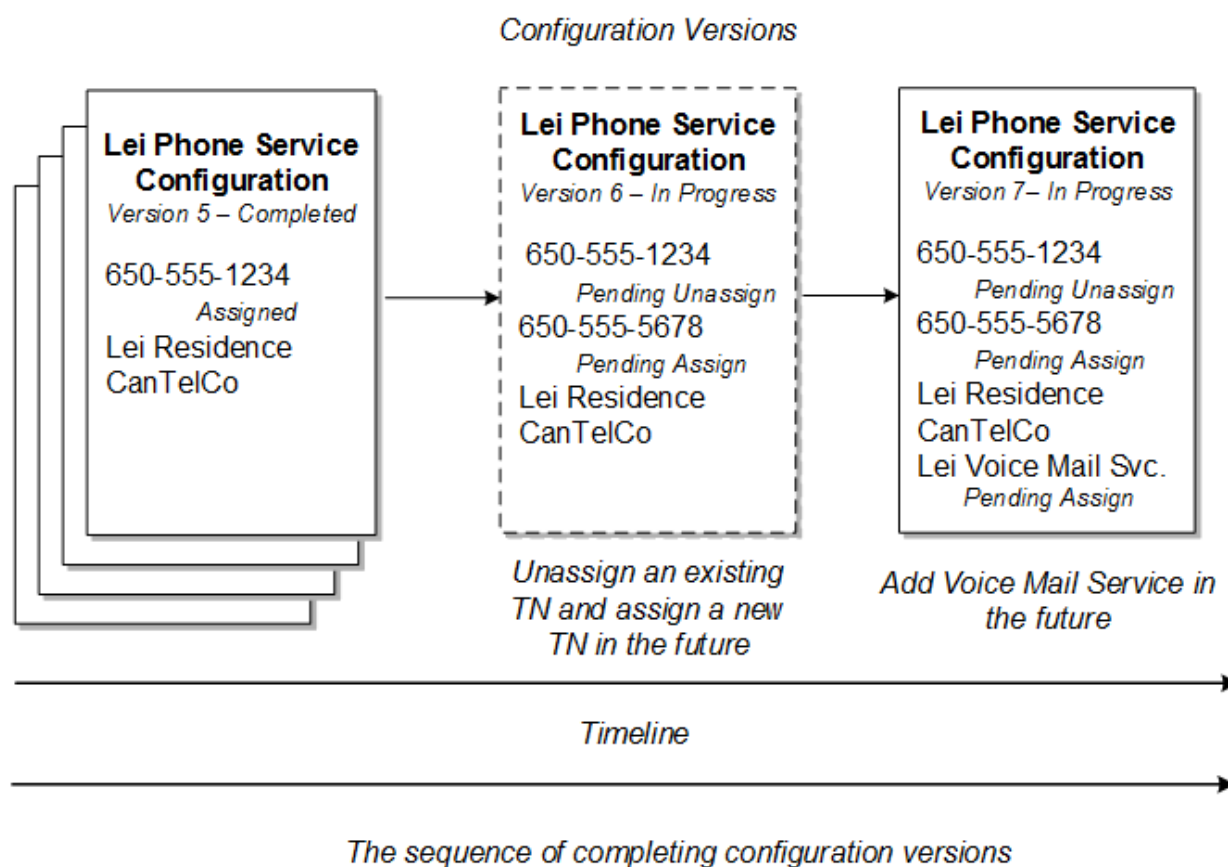 Configuration Versions
Lei Phone Service
Configuration
Version 5 – Completed
650-555-1234
Assigned
Lei Residence
CanTelCo
Lei Phone Service
Configuration
Version 6 – In Progress
650-555-1234
Pending Unassign
650-555-5678
Pending Assign
Lei Residence
CanTelCo
Unassign an existing
TN and assign a new
TN in the future
Lei Phone Service
Configuration
Version 7– In Progress
650-555-1234
Pending Unassign
650-555-5678
Pending Assign
Lei Residence
CanTelCo
Lei Voice Mail Svc.
Pending Assign
Add Voice Mail Service in
the future
Timeline
The sequence of completing configuration versions